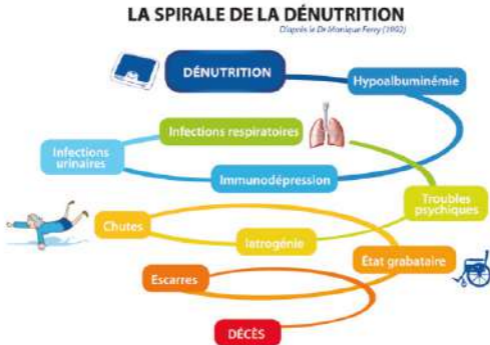 LA SPIRALE DE LA DÉNUTRITION
D'après le Dr Monique Ferry (1992)
DÉNUTRITION
Hypoalbuminémie
Infections respiratoires
Infections
urinaires
Immunodépression
Troubles
psychiques
Chutes
Iatrogénie
État grabataire
Escarres
DÉCÈS